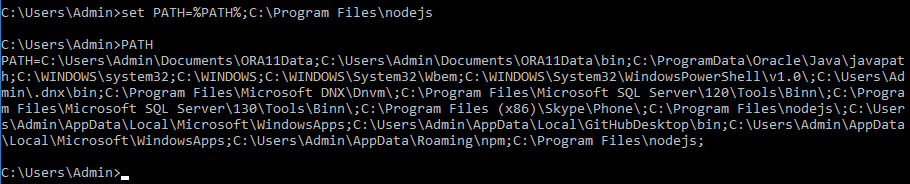 C:\Users\Admin>set PATH=%PATH%;C:\Program Files\nodejs
C:\Users\Admin>PATH
PATH=C:\Users\Admin\Documents\ORA11Data;C:\Users\Admin\Documents\ORA11Data\bin;C:\ProgramData\Oracle\Java\javapat
h;C:\WINDOWS\system32;C:\WINDOWS;C:\WINDOWS\System32\Wbem;C:\WINDOWS\System32\WindowsPowerShell\v1.0\;C:\Users\Ad
min\.dnx\bin;C:\Program Files\Microsoft DNX\Dnvm\;C:\Program Files\Microsoft SQL Server\120\Tools\Binn\;C:\Progra
m Files\Microsoft SQL Server\130\Tools\Binn\;C:\Program Files (x86)\Skype\Phone\;C:\Program Files\nodejs\;C:\User
s\Admin\AppData\Local\Microsoft\WindowsApps;C:\Users\Admin\AppData\Local\GitHubDesktop\bin;C:\Users\Admin\AppData
\Local\Microsoft\WindowsApps;C:\Users\Admin\AppData\Roaming\npm;C:\Program Files\nodejs;
C:\Users\Admin>